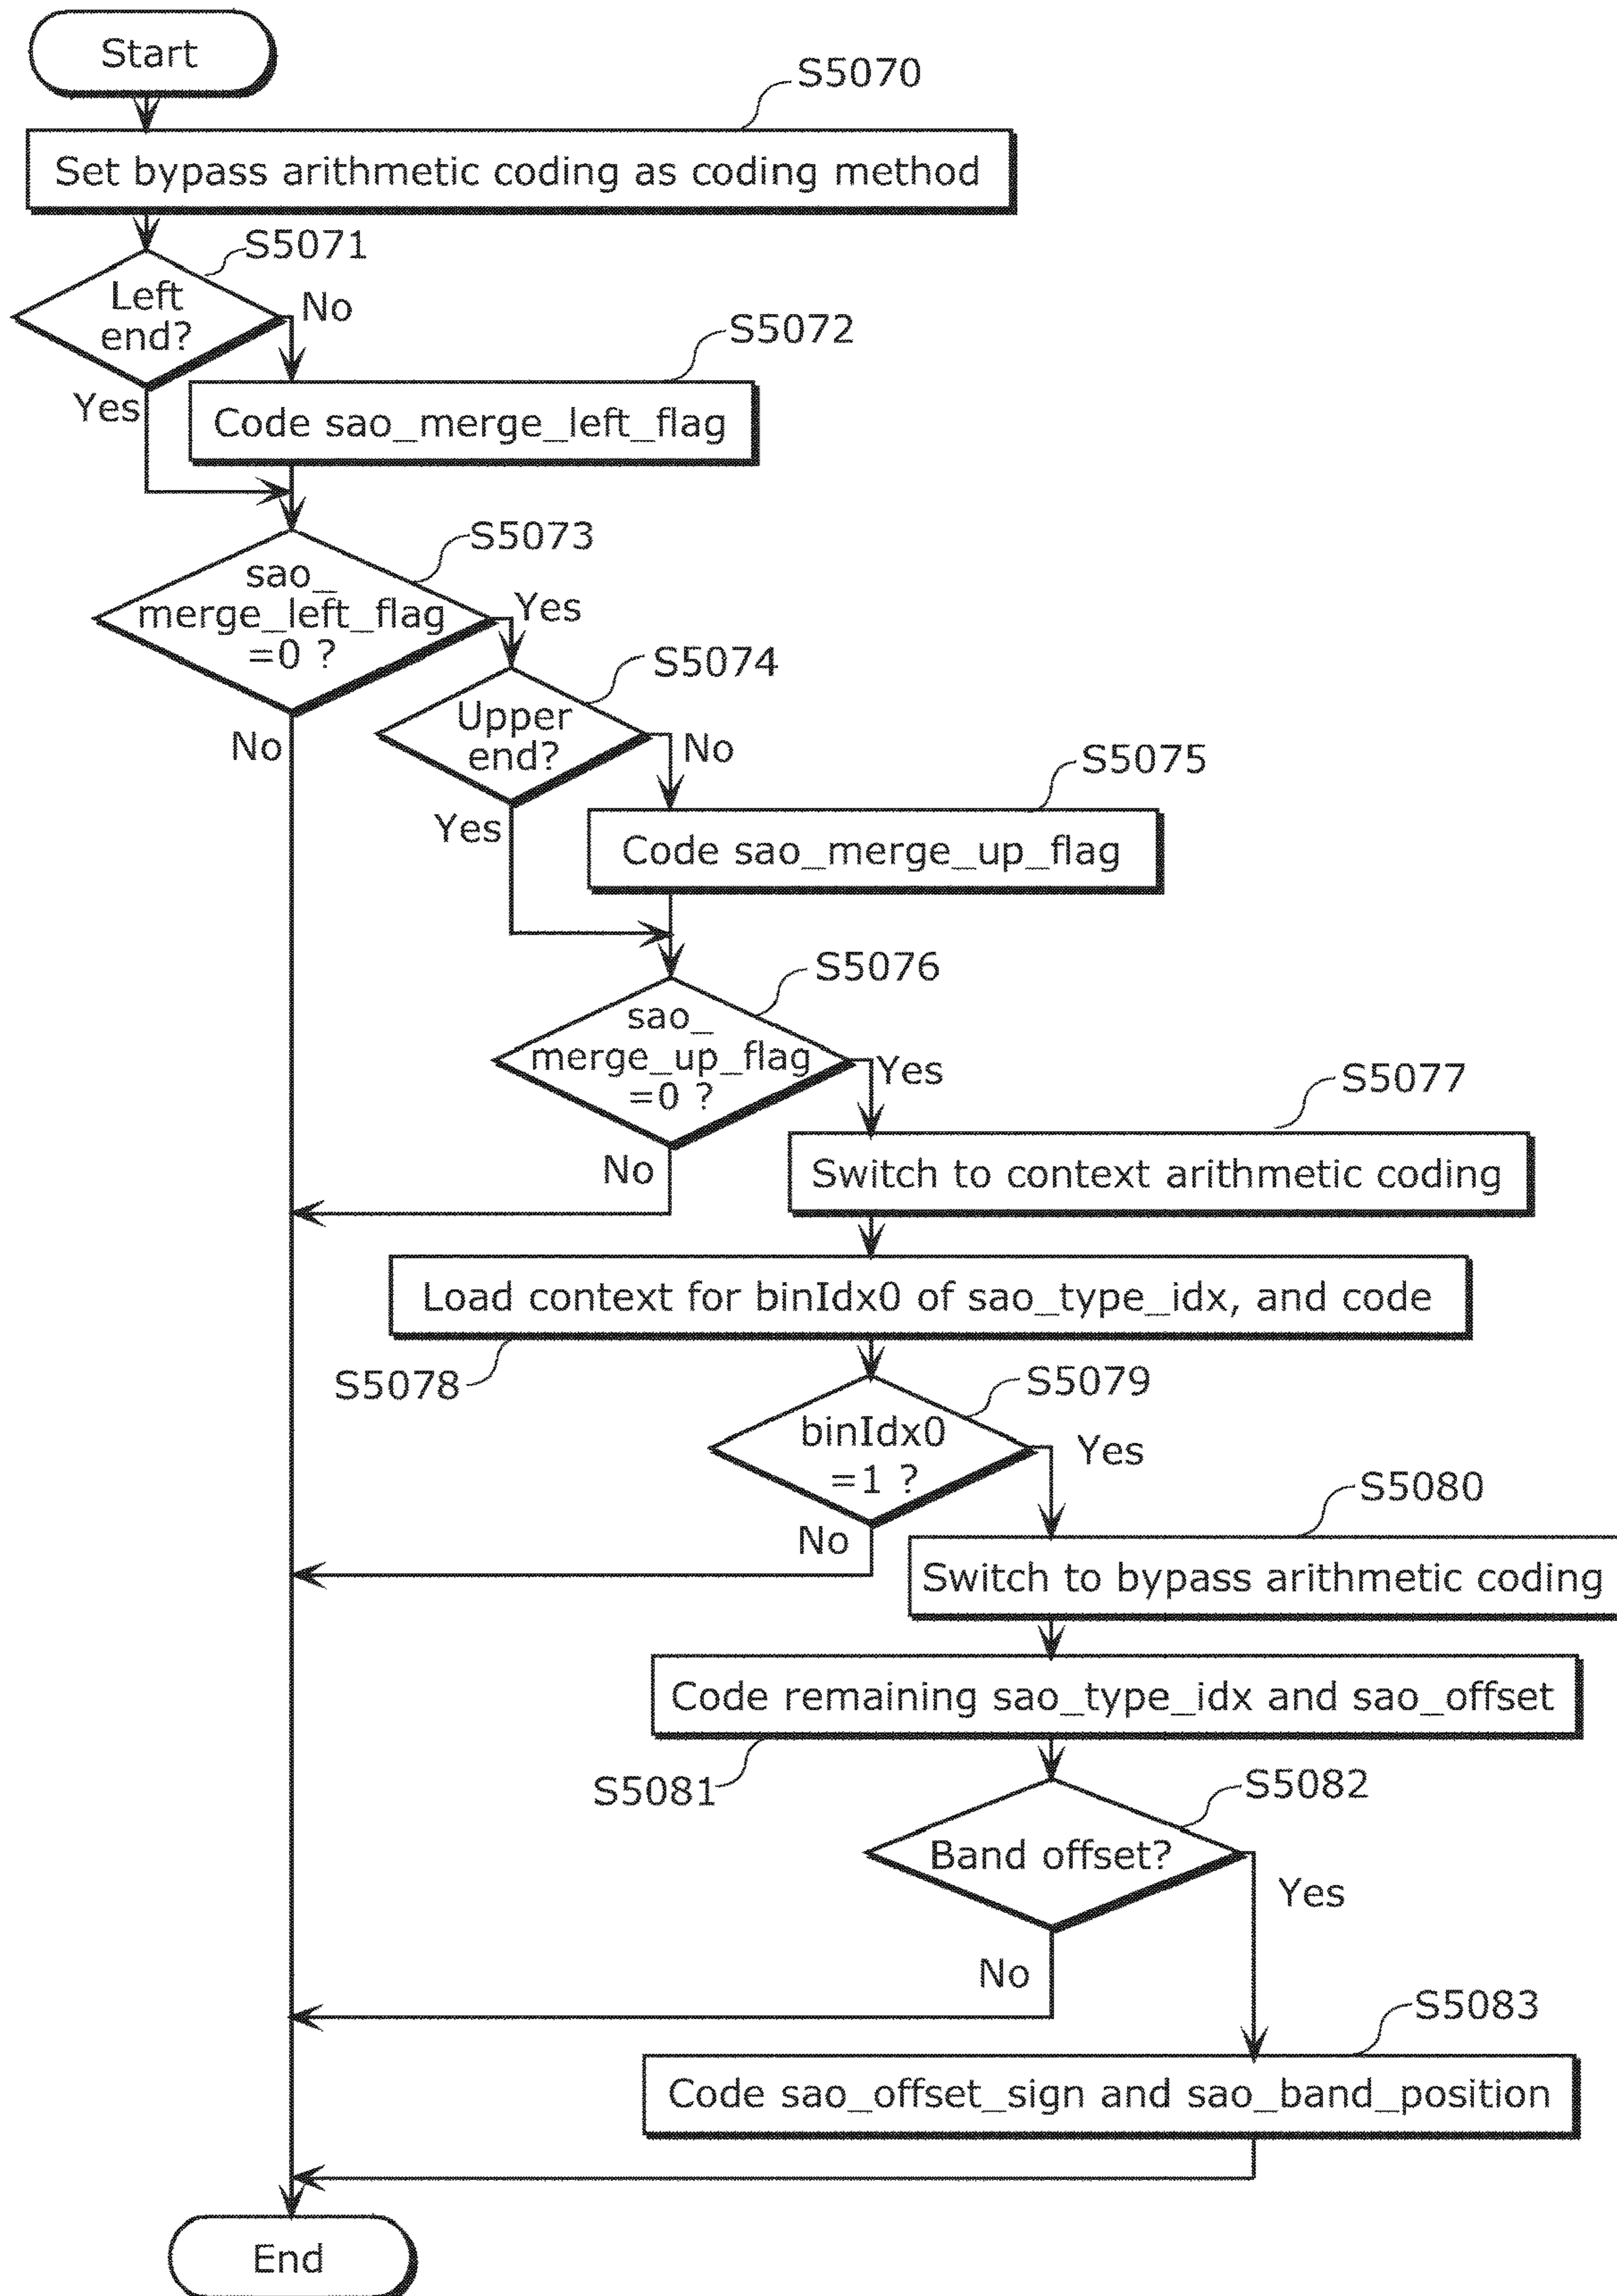 Start
S5070
Set bypass arithmetic coding as coding method
S5071
Left
end?
No
Yes
S5072
Code sao_merge_left_flag
S5073
sao_
merge_left_flag
=0 ?
Yes
No
S5074
Upper
end?
No
Yes
S5075
Code sao_merge_up_flag
S5076
sao_
merge_up_flag
=0 ?
Yes
No
S5077
Switch to context arithmetic coding
Load context for binIdx0 of sao_type_idx, and code
S5078
S5079
binIdx0
=1 ?
Yes
No
S5080
Switch to bypass arithmetic coding
Code remaining sao_type_idx and sao_offset
S5081
S5082
Band offset?
Yes
No
S5083
Code sao_offset_sign and sao_band_position
End